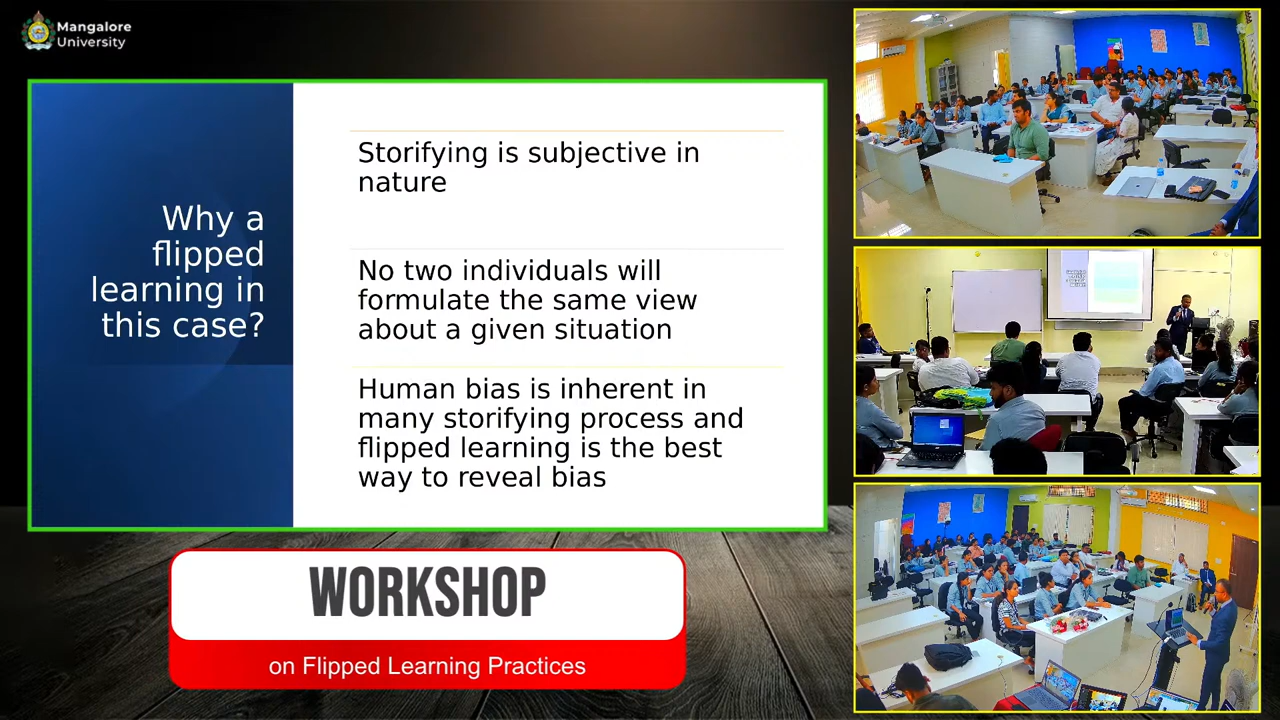 Mangalore
University
Why a
flipped
learning in
this case?
Storifying is subjective in
nature
No two individuals will
formulate the same view
about a given situation
Human bias is inherent in
many storifying process and
flipped learning is the best
way to reveal bias
WORKSHOP
on Flipped Learning Practices